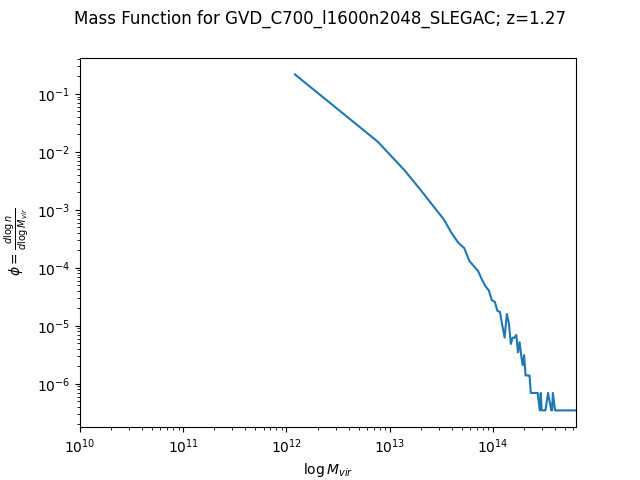 Mass Function for GVD_C700_l1600n2048_SLEGAC; z=1.27
10⁻¹
10⁻²
10⁻³
10⁻⁴
10⁻⁵
10⁻⁶
ϕ = d log n / d log M_vir
10¹⁰ 10¹¹ 10¹² 10¹³ 10¹⁴
log M_vir